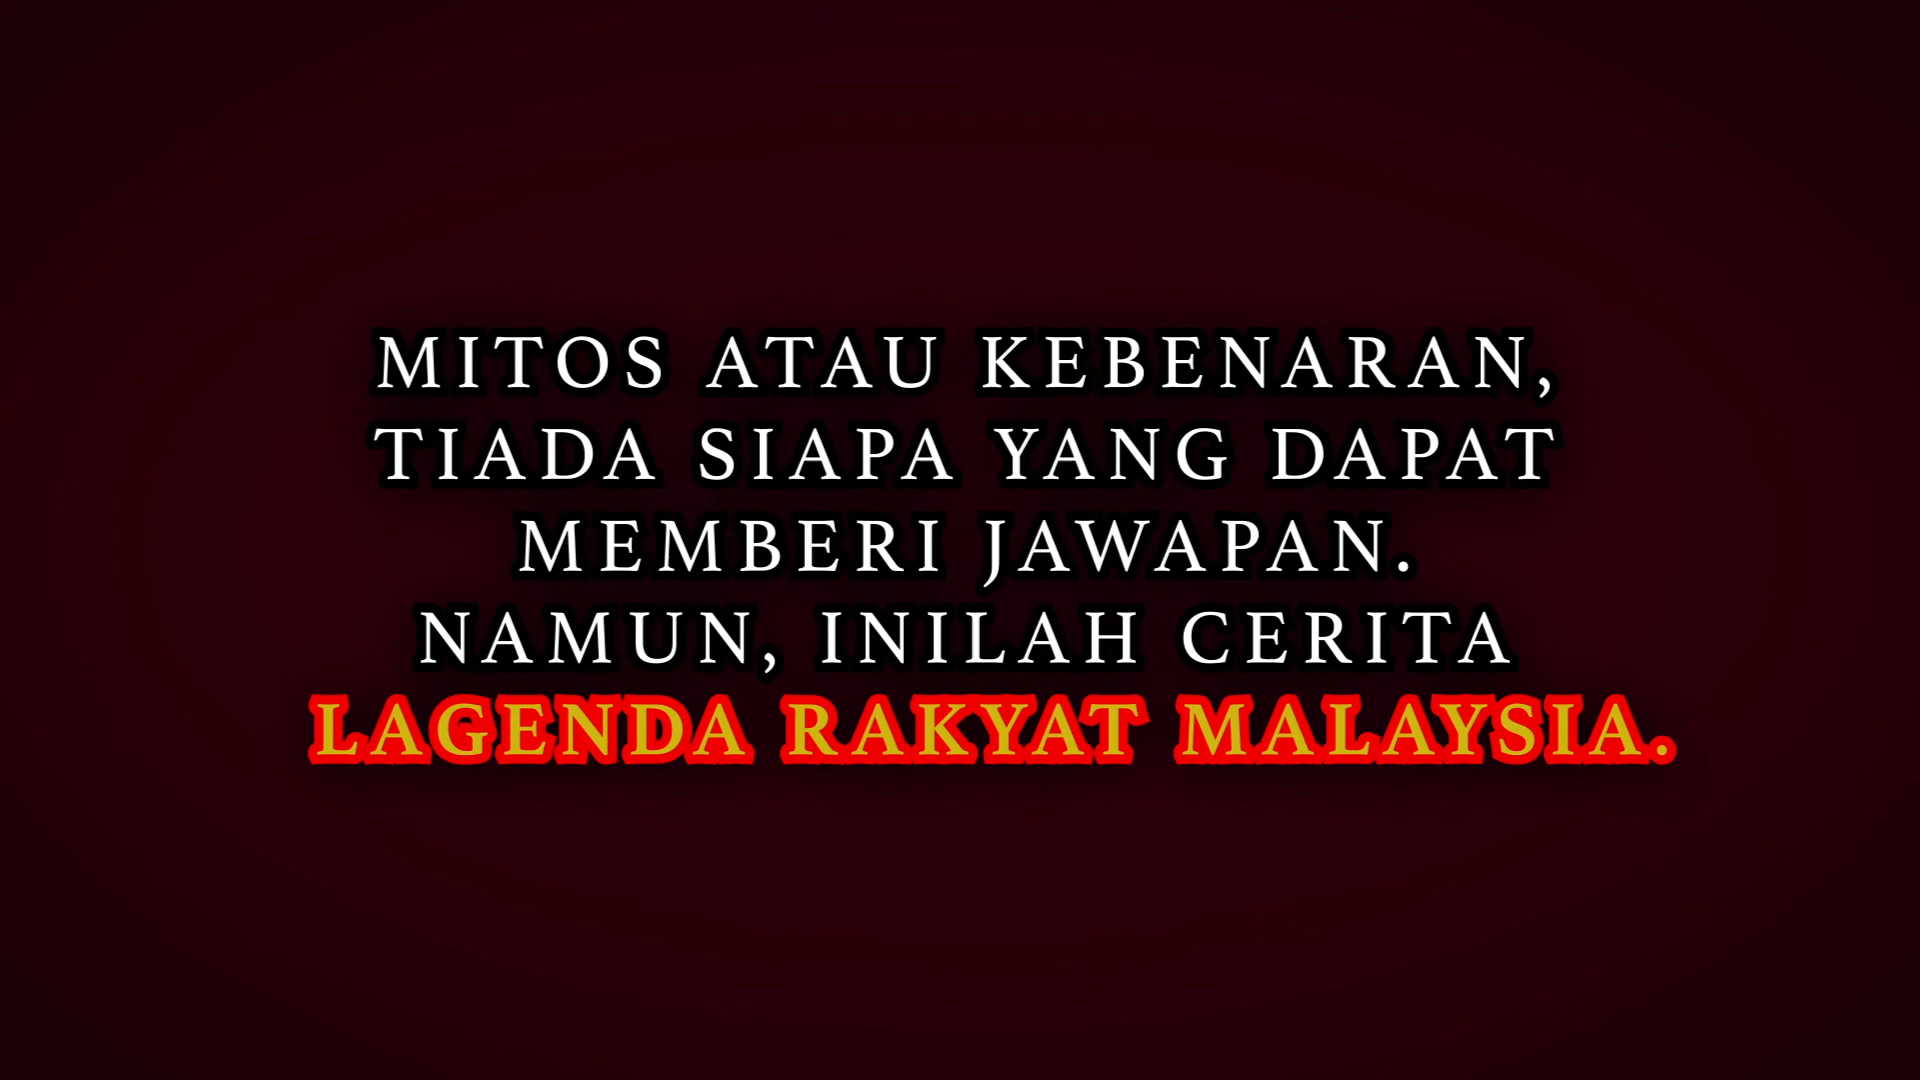 MITOS ATAU KEBENARAN,
TIADA SIAPA YANG DAPAT
MEMBERI JAWAPAN.
NAMUN, INILAH CERITA
LAGENDA RAKYAT MALAYSIA.